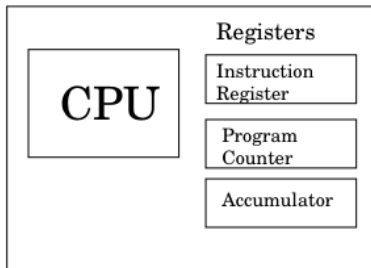 Registers
CPU
Instruction
Register
Program
Counter
Accumulator